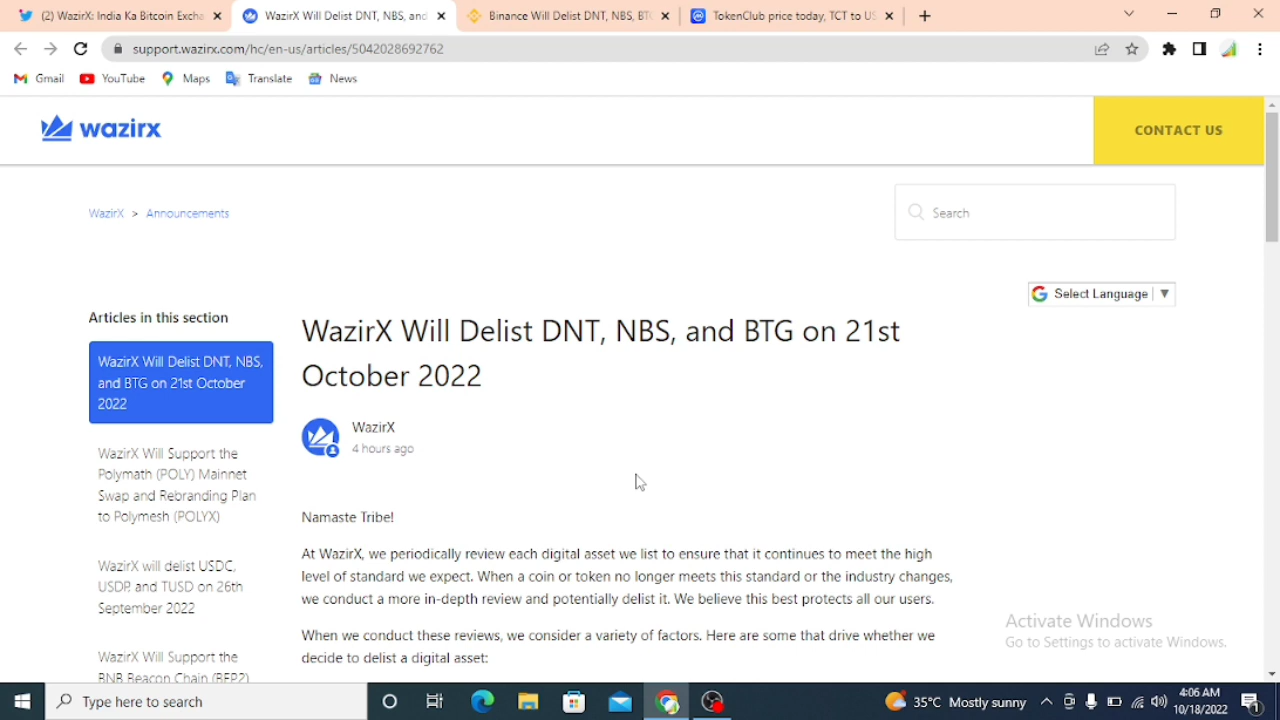 (2) WazirX: India Ka Bitcoin Excha
WazirX Will Delist DNT, NBS, and
Binance Will Delist DNT, NBS, BT
TokenClub price today, TCT to US
support.wazirx.com/hc/en-us/articles/5042028692762
Gmail
YouTube
Maps
Translate
News
wazirx
CONTACT US
WazirX > Announcements
Search
Select Language
Articles in this section
WazirX Will Delist DNT, NBS,
and BTG on 21st October
2022
WazirX Will Support the
Polymath (POLY) Mainnet
Swap and Rebranding Plan
to Polymesh (POLYX)
WazirX will delist USDC,
USDP, and TUSD on 26th
September 2022
WazirX Will Support the
BNB Beacon Chain (BEP2)
WazirX Will Delist DNT, NBS, and BTG on 21st
October 2022
WazirX
4 hours ago
Namaste Tribe!
At WazirX, we periodically review each digital asset we list to ensure that it continues to meet the high
level of standard we expect. When a coin or token no longer meets this standard or the industry changes,
we conduct a more in-depth review and potentially delist it. We believe this best protects all our users.
When we conduct these reviews, we consider a variety of factors. Here are some that drive whether we
decide to delist a digital asset:
Activate Windows
Go to Settings to activate Windows.
Type here to search
35°C Mostly sunny
4:06 AM
10/18/2022
1